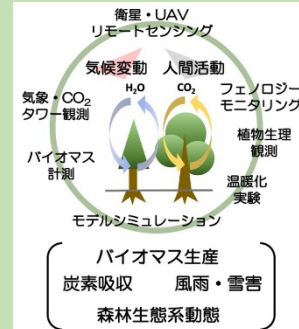 衛星・UAV
リモートセンシング
気候変動 人間活動
H₂O CO₂
気象・CO₂
タワー観測
フェノロジー
モニタリング
植物生理
観測
バイオマス
計測
温暖化
実験
モデルシミュレーション
バイオマス生産
炭素吸収 風雨・雪害
森林生態系動態